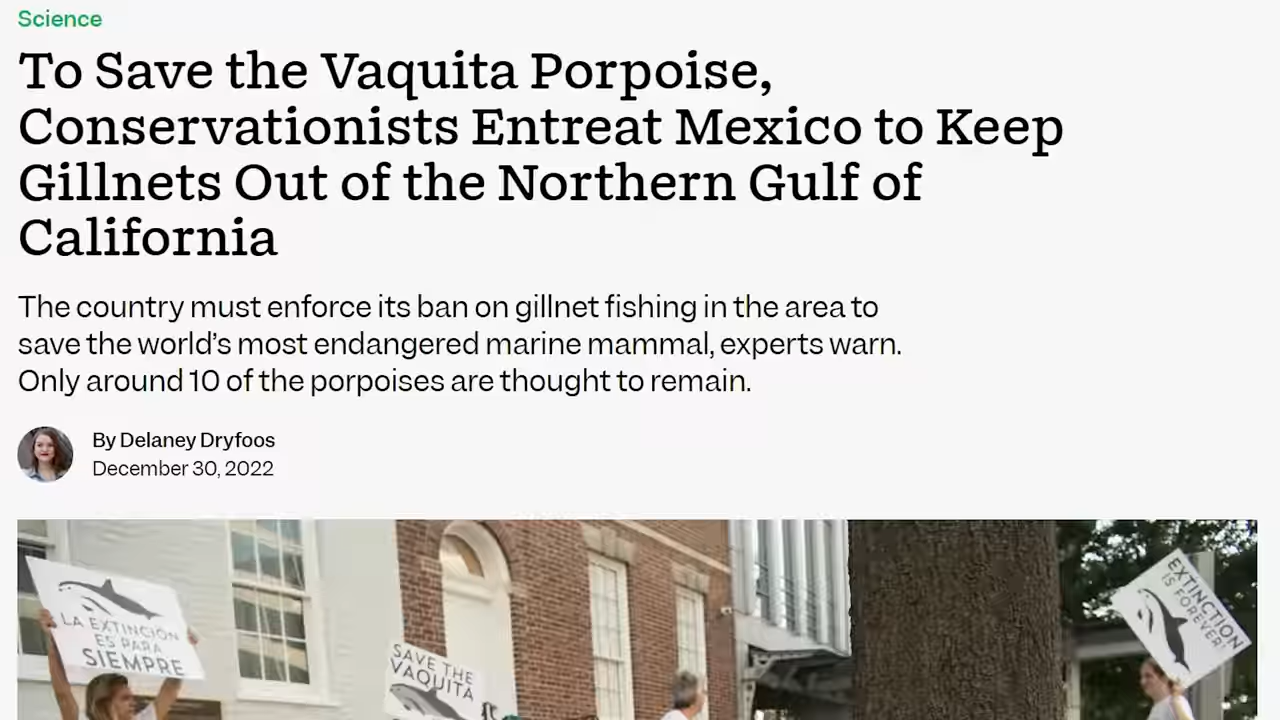 Science
To Save the Vaquita Porpoise,
Conservationists Entreat Mexico to Keep
Gillnets Out of the Northern Gulf of
California
The country must enforce its ban on gillnet fishing in the area to
save the world’s most endangered marine mammal, experts warn.
Only around 10 of the porpoises are thought to remain.
By Delaney Dryfoos
December 30, 2022
LA EXTINCIÓN
ES PARA
SIEMPRE
SAVE THE
VAQUITA
EXTINCTION
IS FOREVER!